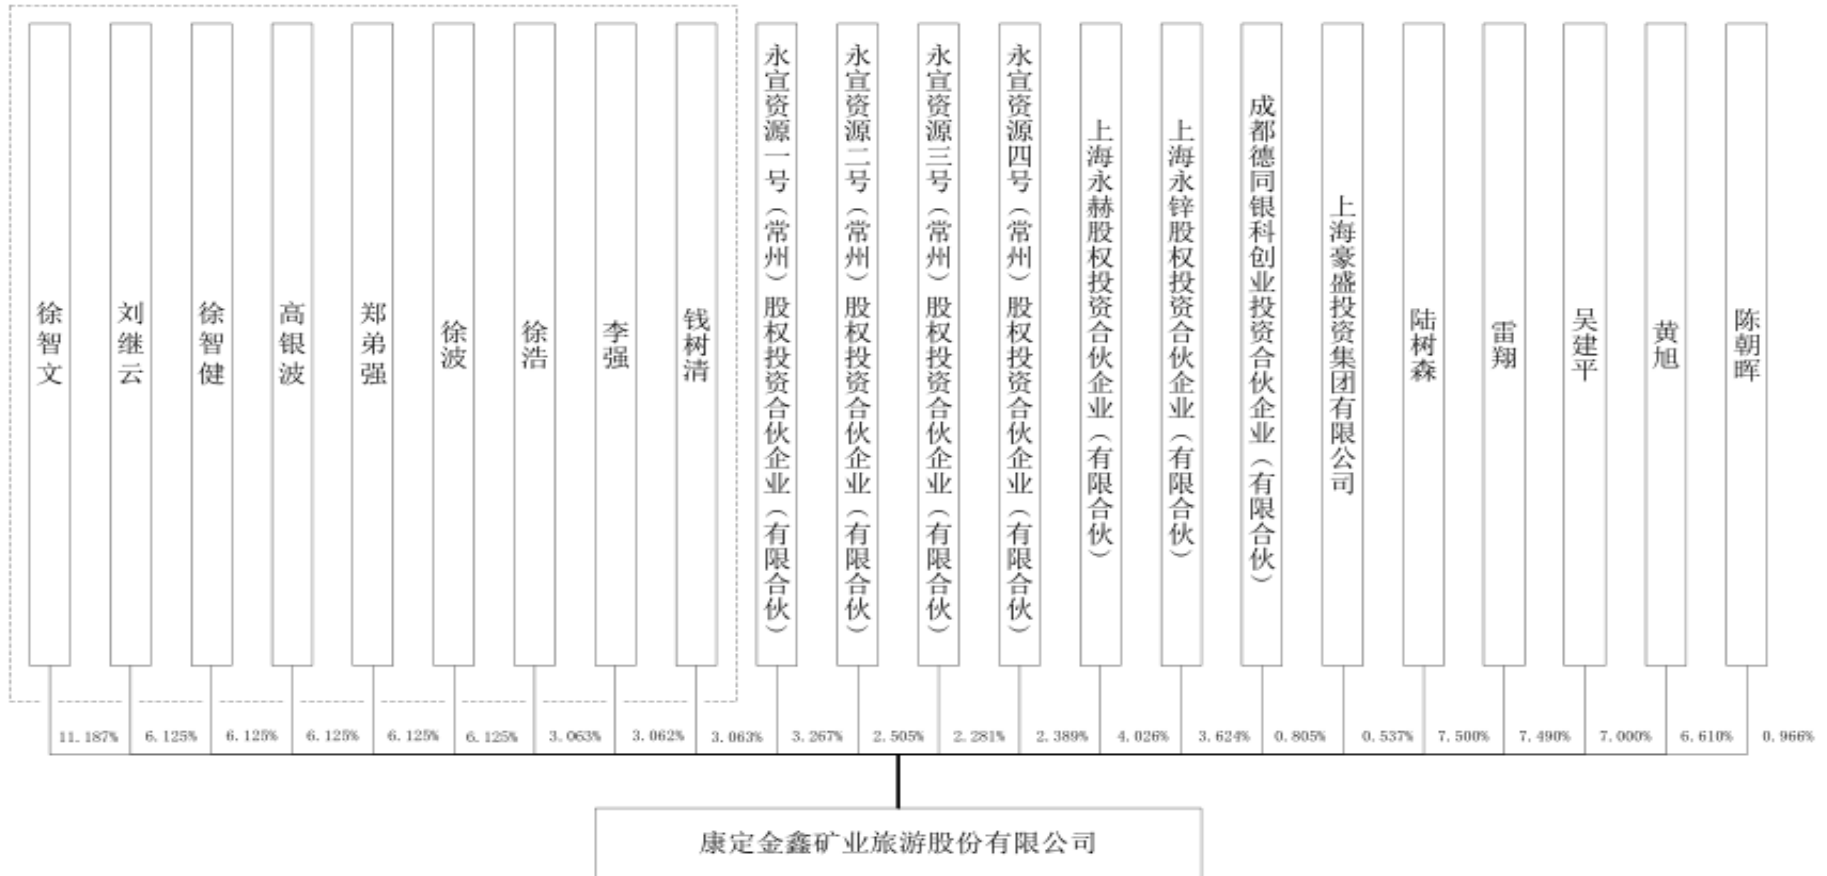 徐智文
刘继云
徐智健
高银波
郑弟强
徐波
徐浩
李强
钱树清
永宣资源一号（常州）股权投资合伙企业（有限合伙）
永宣资源二号（常州）股权投资合伙企业（有限合伙）
永宣资源三号（常州）股权投资合伙企业（有限合伙）
永宣资源四号（常州）股权投资合伙企业（有限合伙）
上海永赫股权投资合伙企业（有限合伙）
上海永锌股权投资合伙企业（有限合伙）
成都德同银科创业投资合伙企业（有限合伙）
上海豪盛投资集团有限公司
陆树森
雷翔
吴建平
黄旭
陈朝晖
11.187% 6.125% 6.125% 6.125% 6.125% 6.125% 3.063% 3.062% 3.063% 3.267% 2.505% 2.281% 2.389% 4.026% 3.624% 0.805% 0.537% 7.500% 7.490% 7.000% 6.610% 0.966%
康定金鑫矿业旅游股份有限公司